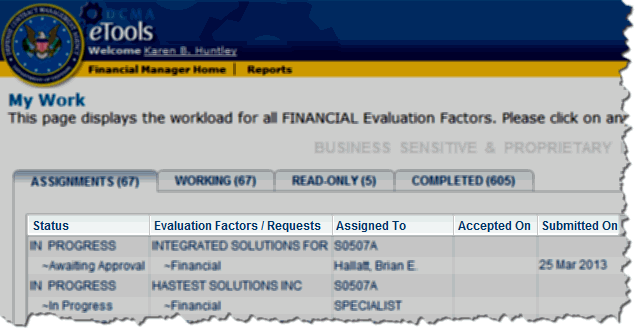 DCMA
eTools
Welcome Karen B. Huntley
Financial Manager Home | Reports
My Work
This page displays the workload for all FINANCIAL Evaluation Factors. Please click on an
BUSINESS SENSITIVE & PROPRIETARY
ASSIGNMENTS (67) WORKING (67) READ-ONLY (5) COMPLETED (605)
Status Evaluation Factors / Requests Assigned To Accepted On Submitted On
IN PROGRESS INTEGRATED SOLUTIONS FOR S0507A
~Awaiting Approval ~Financial Hallatt, Brian E. 25 Mar 2013
IN PROGRESS HASTEST SOLUTIONS INC S0507A
~In Progress ~Financial SPECIALIST